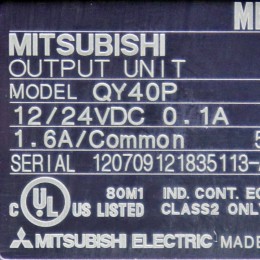 MITSUBISHI
OUTPUT UNIT
MODEL QY40P
12/24VDC 0.1A
1.6A/Common
SERIAL 120709121835113-
80M1 IND. CONT. EQ
C UL US LISTED CLASS2 ONLY
MITSUBISHI ELECTRIC MADE